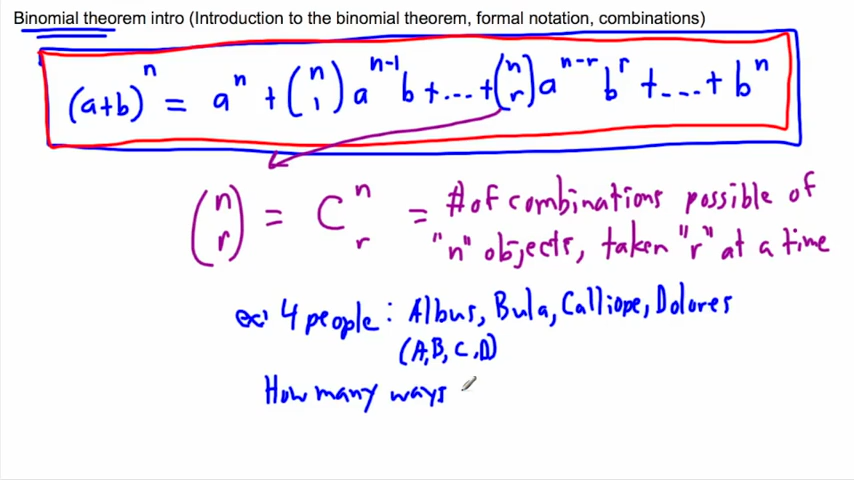 Binomial theorem intro (Introduction to the binomial theorem, formal notation, combinations)
(a+b)^n = a^n + (n 1) a^(n-1) b + ... + (n r) a^(n-r) b^r + ... + b^n
(n r) = C^n_r = # of combinations possible of
"n" objects, taken "r" at a time
ex: 4 people: Albus, Bula, Calliope, Dolores
(A, B, C, D)
How many ways